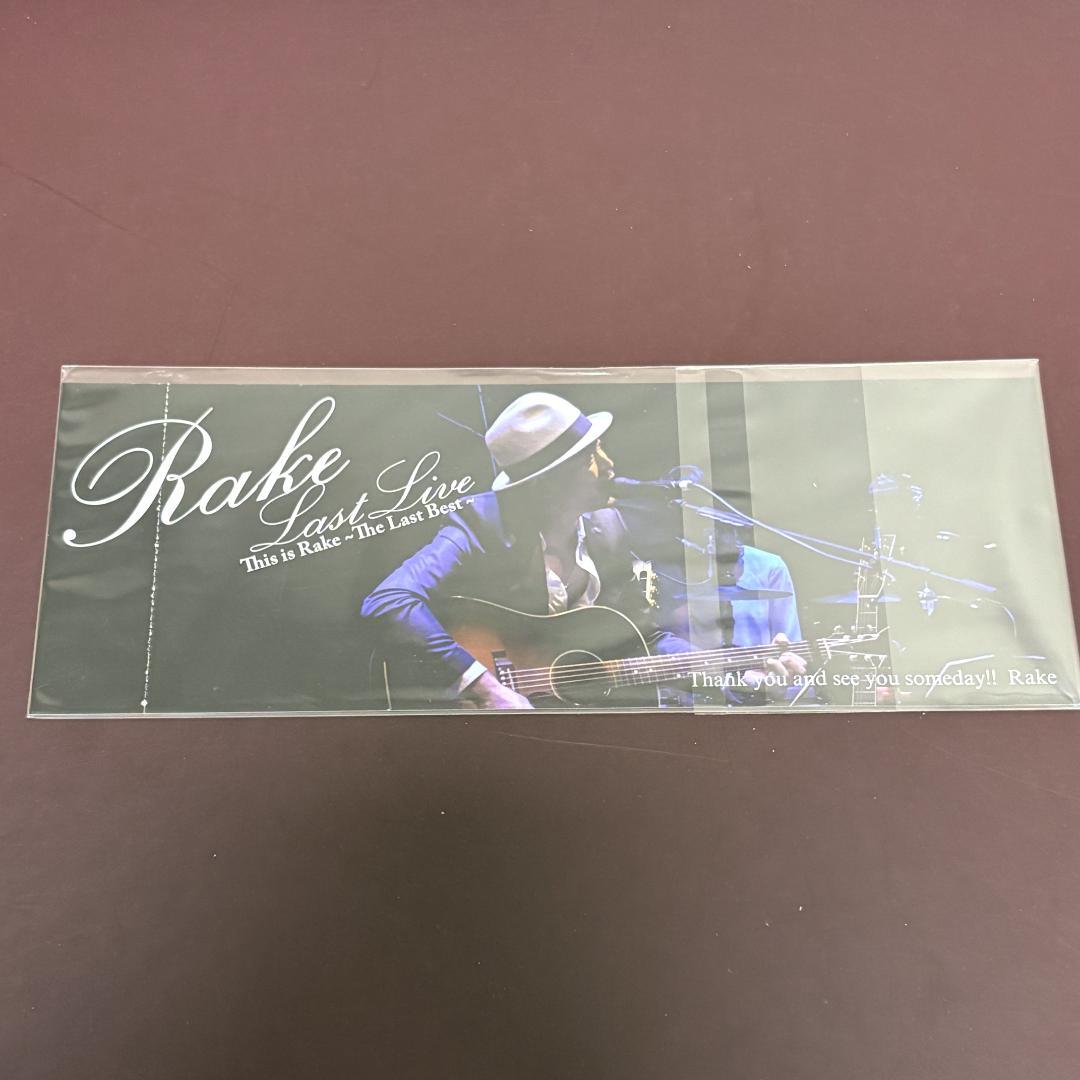 Rake
Last Live
This is Rake ~The Last Best~
Thank you and see you someday!! Rake